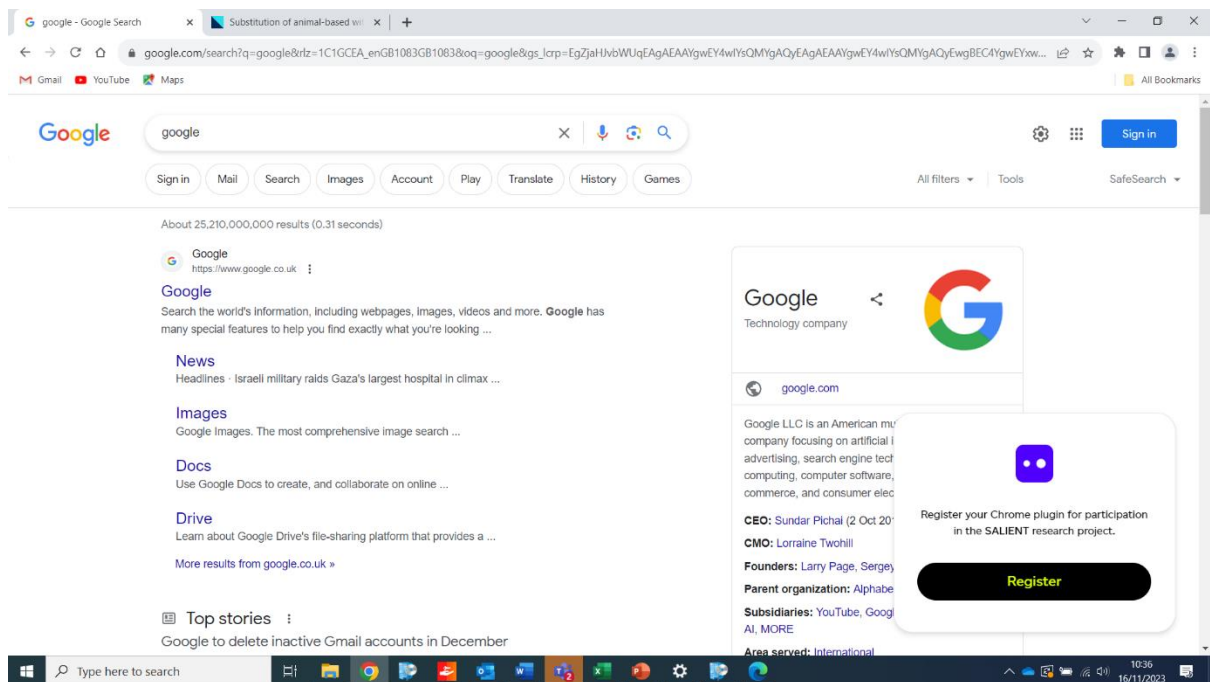 google - Google Search
Substitution of animal-based wi
google.com/search?q=google&rlz=1C1GCEA_enGB1083GB1083&oq=google&gs_lcrp=EgZjaHJvbWUqEAgAEAAYgwEY4wIYsQMYgAQyEAgAEAAYgwEY4wIYsQMYgAQyEwgBEC4YgwEYxw...
Gmail YouTube Maps All Bookmarks
Google google Sign in
Sign in Mail Search Images Account Play Translate History Games All filters Tools SafeSearch
About 25,210,000,000 results (0.31 seconds)
Google
https://www.google.co.uk
Google
Search the world's information, including webpages, images, videos and more. Google has
many special features to help you find exactly what you're looking ...
News
Headlines · Israeli military raids Gaza's largest hospital in climax ...
Images
Google Images. The most comprehensive image search ...
Docs
Use Google Docs to create, and collaborate on online ...
Drive
Learn about Google Drive's file-sharing platform that provides a ...
More results from google.co.uk »
Top stories
Google to delete inactive Gmail accounts in December
Google
Technology company
google.com
Google LLC is an American mu
company focusing on artificial i
advertising, search engine tech
computing, computer software,
commerce, and consumer elec
CEO: Sundar Pichai (2 Oct 20
CMO: Lorraine Twohill
Founders: Larry Page, Sergey
Parent organization: Alphabe
Subsidiaries: YouTube, Goog
AI, MORE
Area served: International
Register your Chrome plugin for participation
in the SALIENT research project.
Register
Type here to search
10:36
16/11/2023